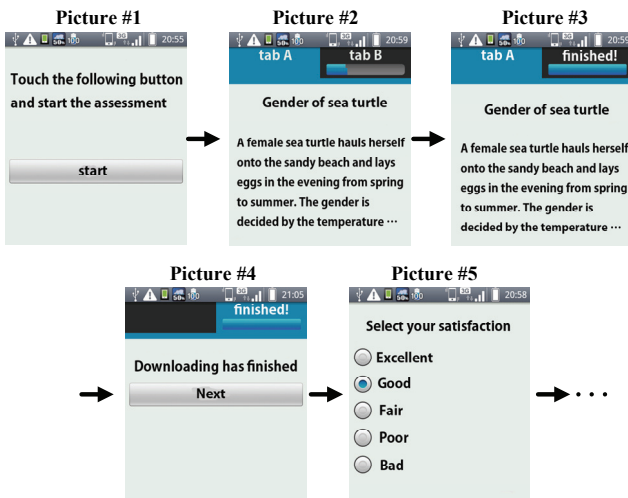 Picture #1
20:55
Touch the following button
and start the assessment
start
Picture #2
20:59
tab A
tab B
Gender of sea turtle
A female sea turtle hauls herself
onto the sandy beach and lays
eggs in the evening from spring
to summer. The gender is
decided by the temperature ⋯
Picture #3
20:59
tab A
finished!
Gender of sea turtle
A female sea turtle hauls herself
onto the sandy beach and lays
eggs in the evening from spring
to summer. The gender is
decided by the temperature ⋯
Picture #4
21:05
finished!
Downloading has finished
Next
Picture #5
20:58
Select your satisfaction
Excellent
Good
Fair
Poor
Bad